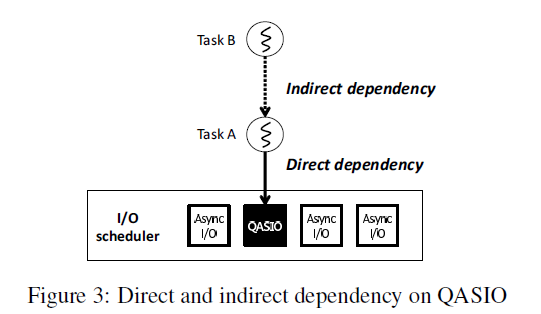 Task B
Indirect dependency
Task A
Direct dependency
I/O
scheduler
Async
I/O
QASIO
Async
I/O
Async
I/O
Figure 3: Direct and indirect dependency on QASIO